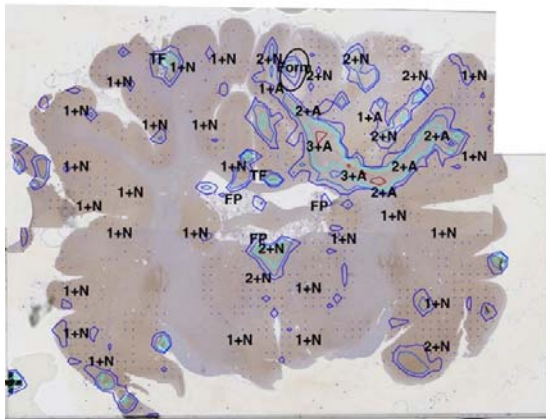 TF 1+N 1+N 2+N Form 2+N 2+N 2+N 1+N
1+N 1+A
1+N 1+N 1+N 2+A 1+A 2+N 2+A
3+A
1+N 1+N TF 3+A 2+A 1+N
1+N FP FP 2+A
1+N 1+N
1+N 1+N FP 1+N 1+N
2+N
1+N 2+N 1+N 1+N
1+N 1+N 1+N
1+N 2+N